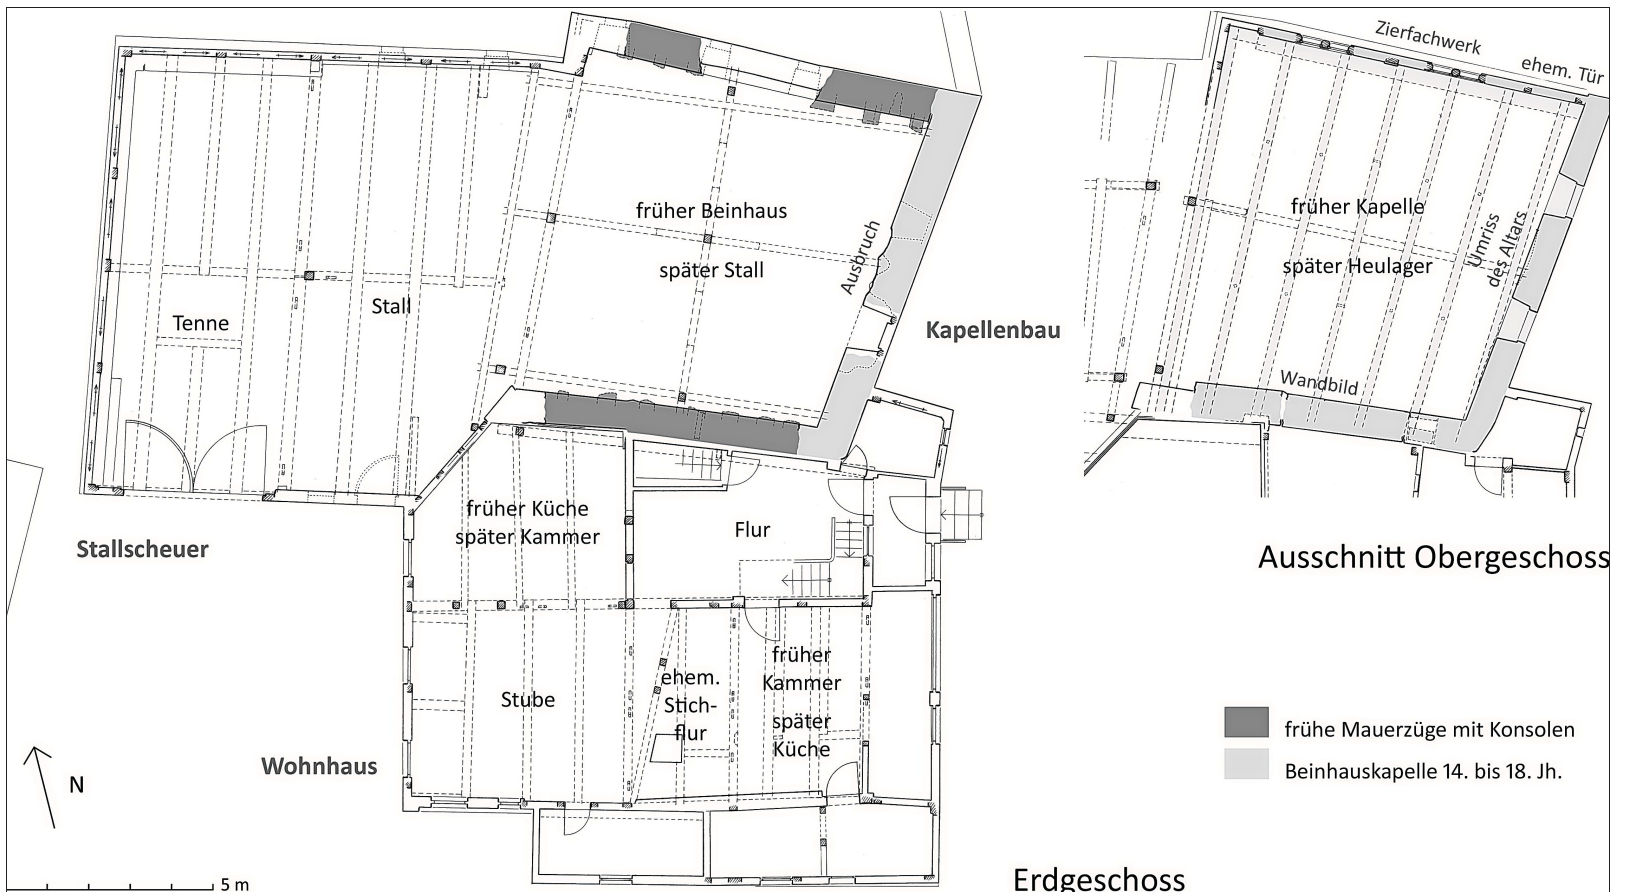 Zierfachwerk
ehem. Tür
früher Beinhaus
später Stall
Ausbruch
früher Kapelle
später Heulager
Umriss
des Altars
Wandbild
Tenne
Stall
Kapellenbau
Stallscheuer
früher Küche
später Kammer
Flur
Ausschnitt Obergeschoss
Stube
ehem.
Stich-
flur
früher
Kammer
später
Küche
Wohnhaus
N
frühe Mauerzüge mit Konsolen
Beinhauskapelle 14. bis 18. Jh.
5 m
Erdgeschoss